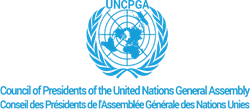 UNCPGA
Council of Presidents of the United Nations General Assembly
Conseil des Présidents de l'Assemblée Générale des Nations Unies